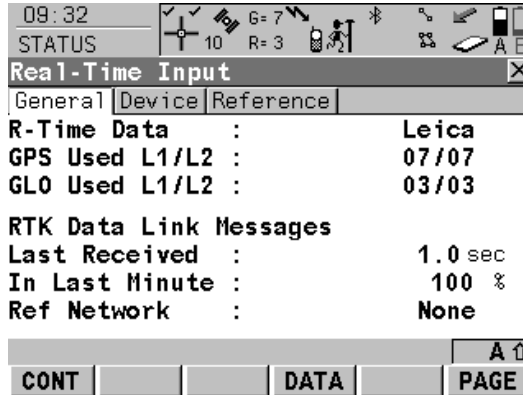 09:32
STATUS
10
G= 7
R= 3
A
Real-Time Input
General Device Reference
R-Time Data : Leica
GPS Used L1/L2 : 07/07
GLO Used L1/L2 : 03/03
RTK Data Link Messages
Last Received : 1.0 sec
In Last Minute : 100 %
Ref Network : None
A
CONT DATA PAGE